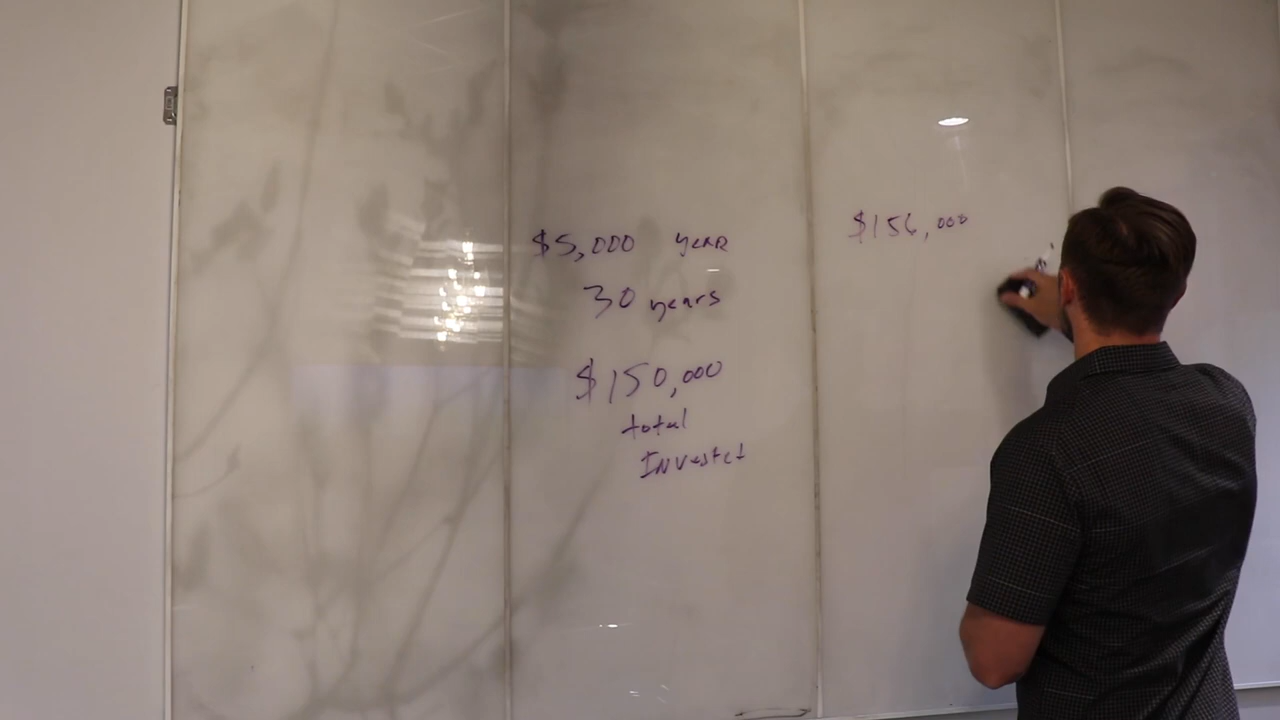 $5,000 year
30 years
$150,000
total
Invested
$156,000